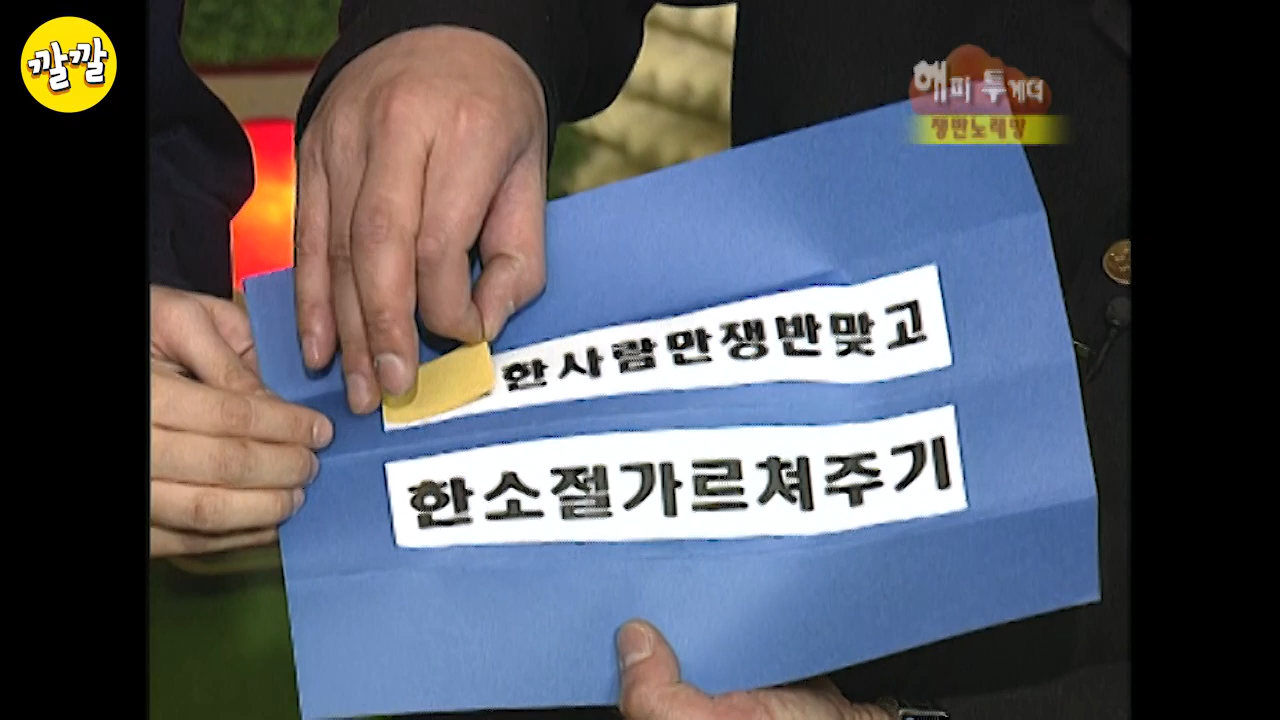 깔깔
해피 투게더
쟁반노래방
한사람만쟁반맞고
한소절가르쳐주기